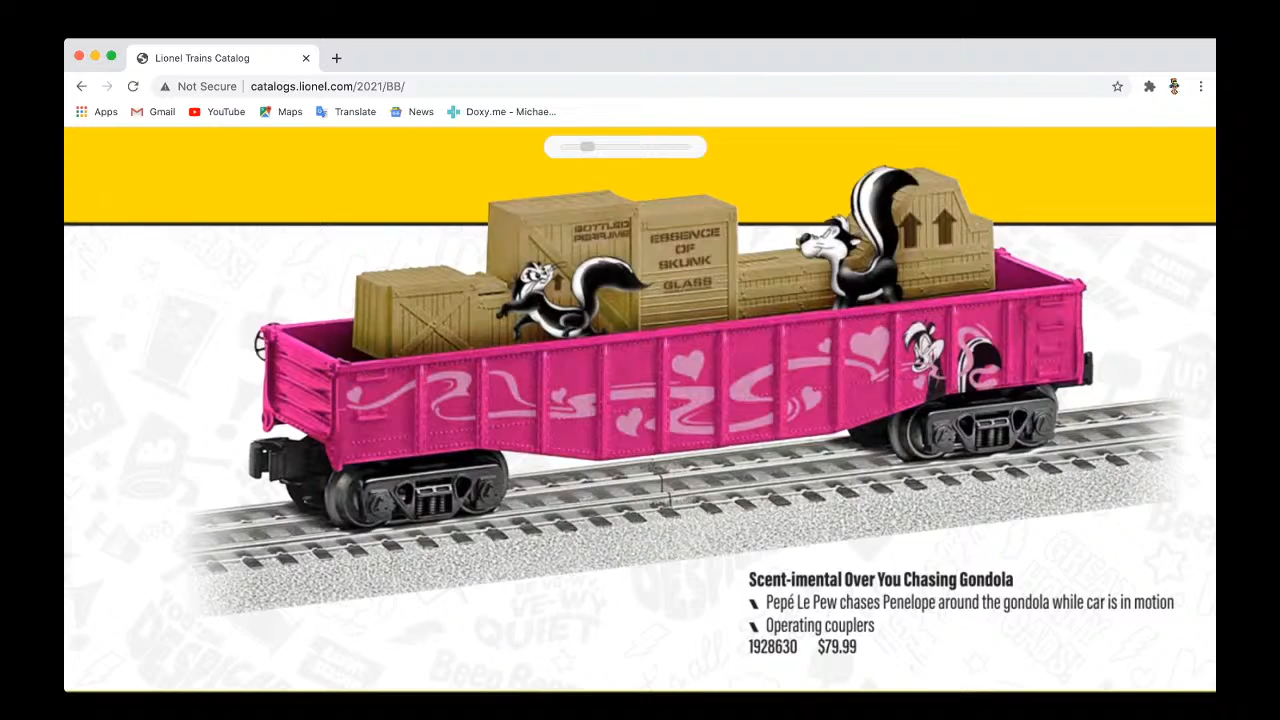 Lionel Trains Catalog
Not Secure
catalogs.lionel.com/2021/BB/
Apps
Gmail
YouTube
Maps
Translate
News
Doxy.me - Michae...
BOTTLED
PERFUME
ESSENCE
OF
SKUNK
GLASS
Scent-imental Over You Chasing Gondola
Pepé Le Pew chases Penelope around the gondola while car is in motion
Operating couplers
1928630 $79.99
QUIET